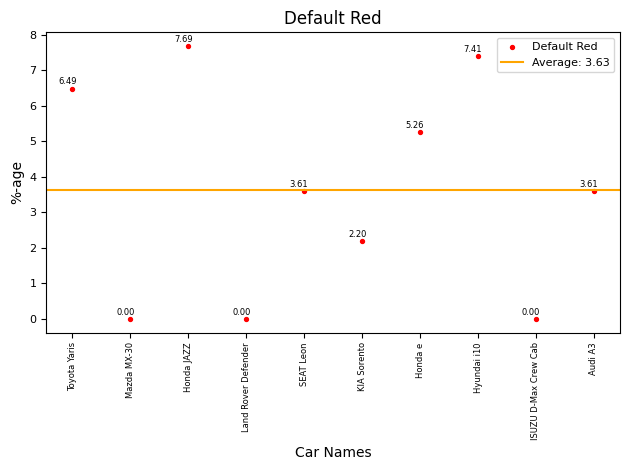 Default Red
8
7
6
5
4
3
2
1
0
%-age
6.49
0.00
7.69
0.00
3.61
2.20
5.26
7.41
0.00
3.61
Default Red
Average: 3.63
Toyota Yaris
Mazda MX-30
Honda JAZZ
Land Rover Defender
SEAT Leon
KIA Sorento
Honda e
Hyundai i10
ISUZU D-Max Crew Cab
Audi A3
Car Names